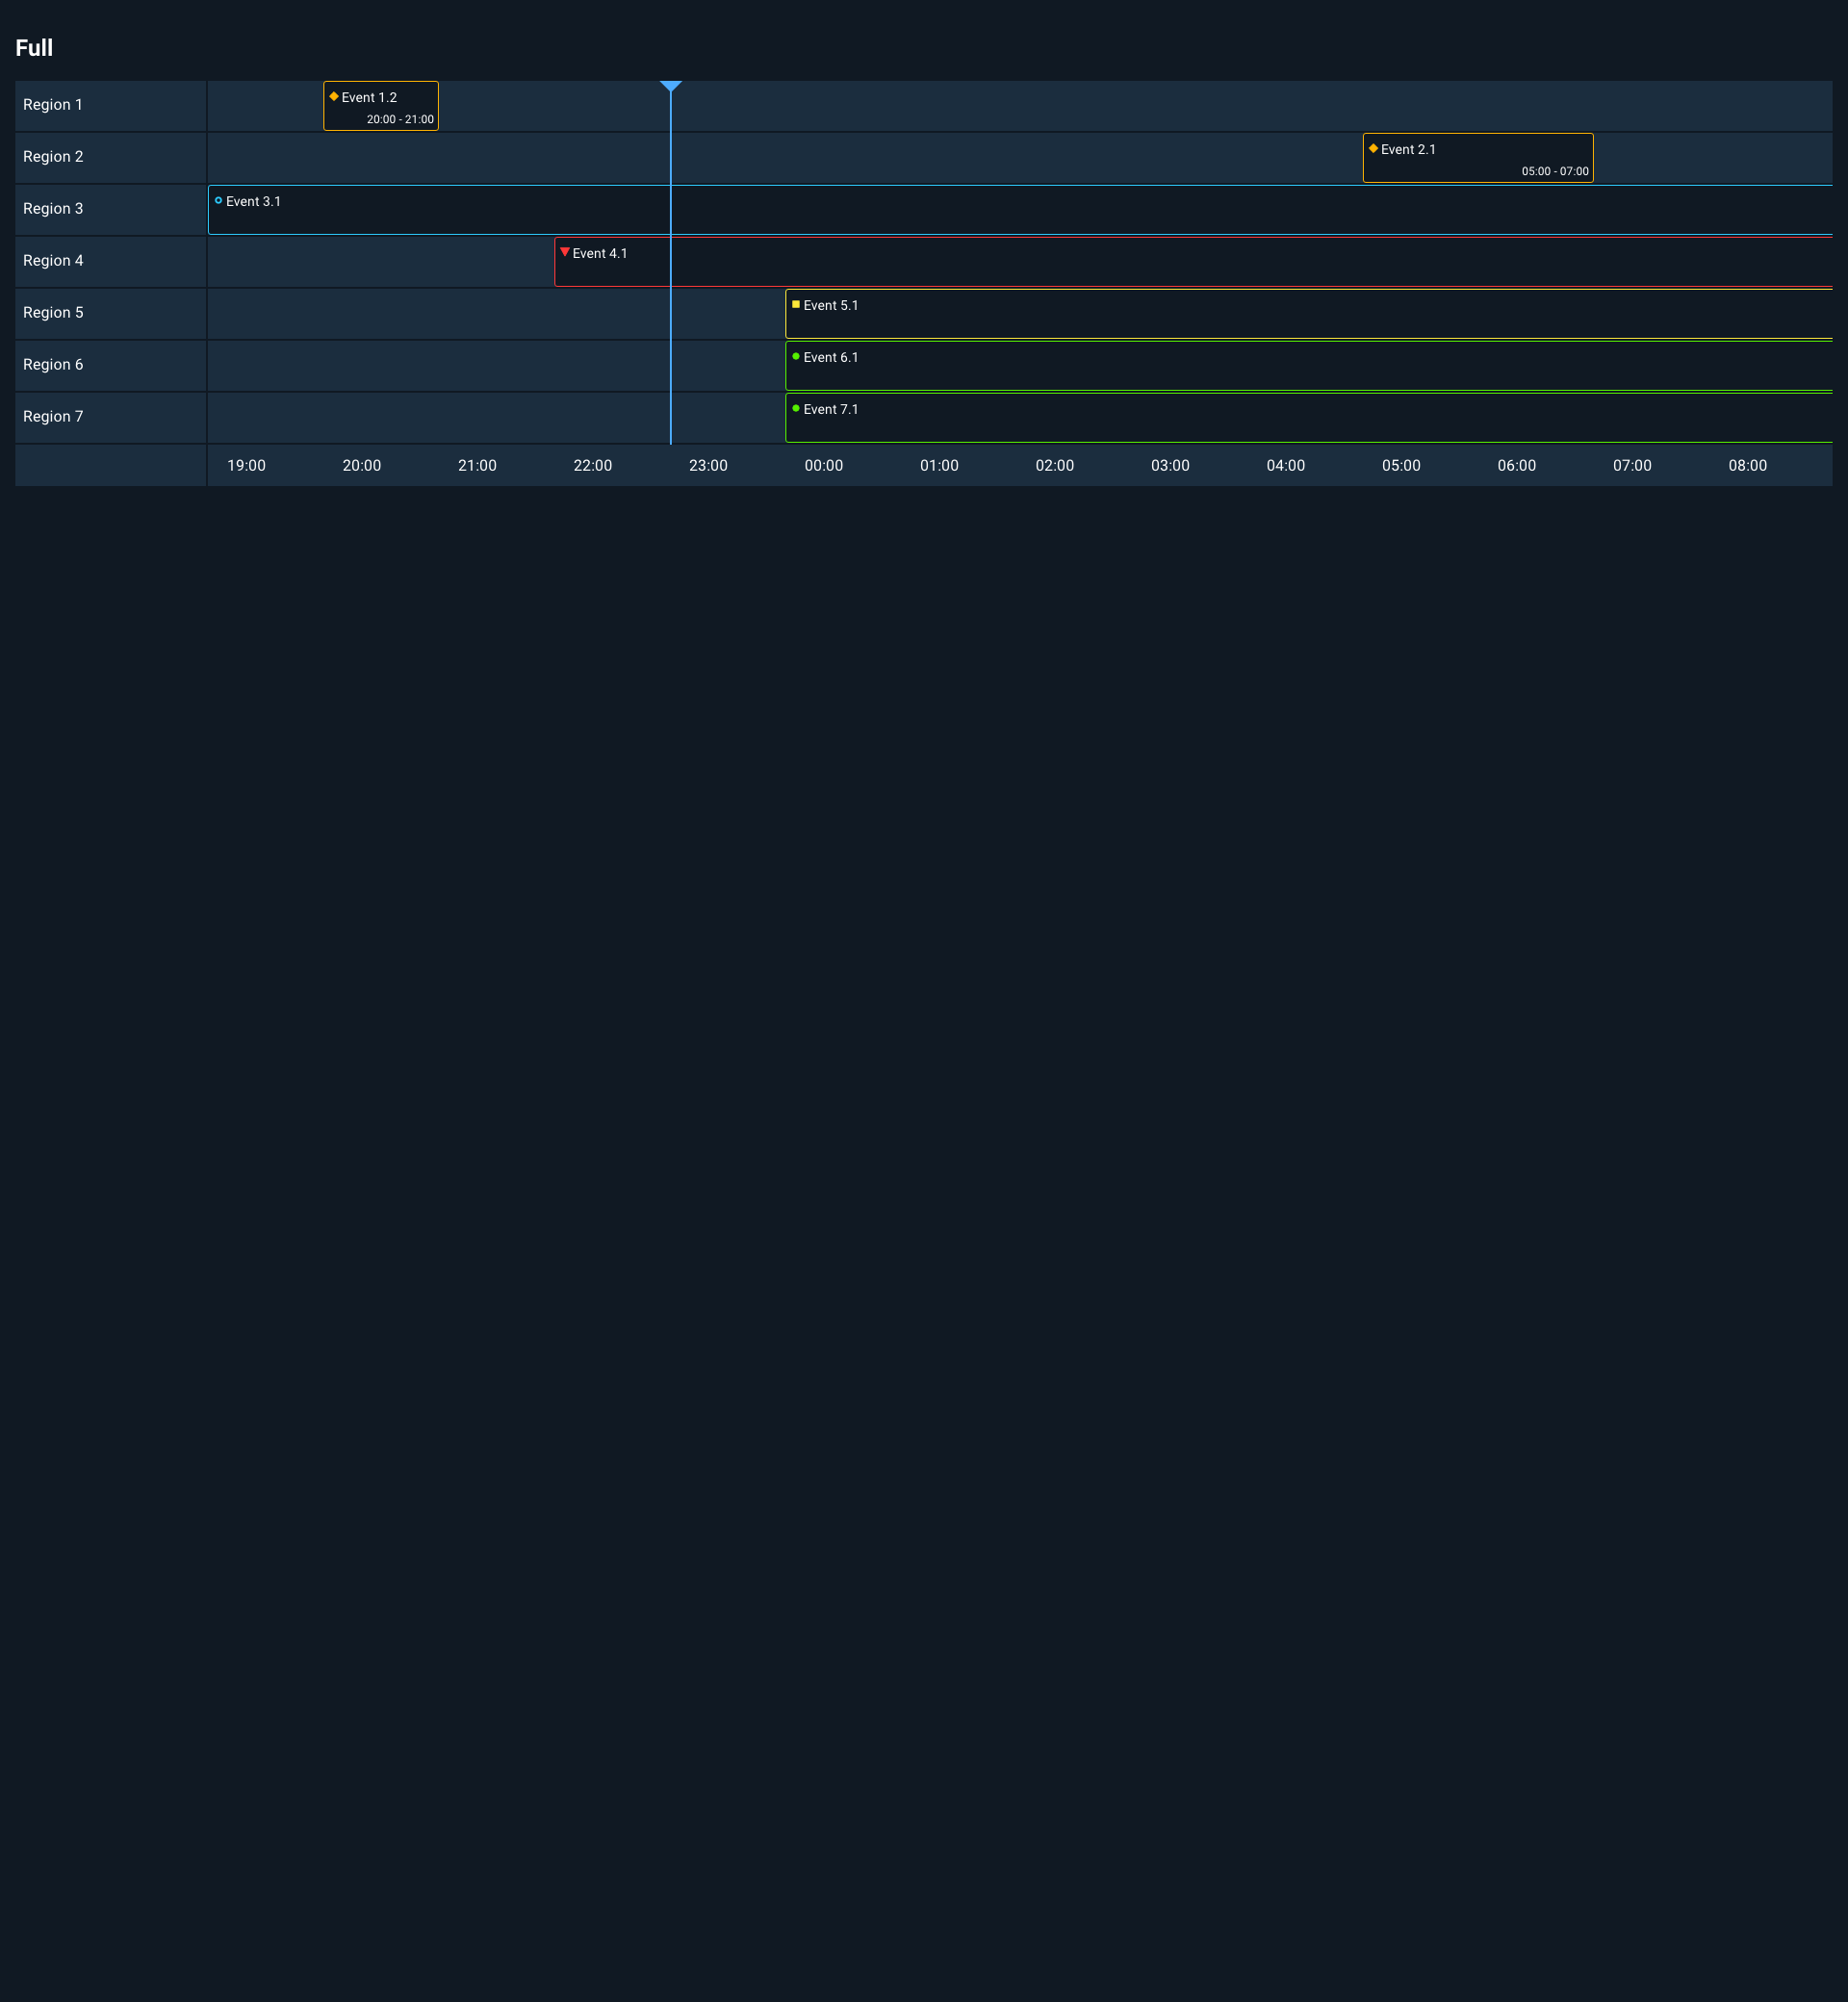 Full
Region 1
Event 1.2
20:00 - 21:00
Region 2
Event 2.1
05:00 - 07:00
Region 3
Event 3.1
Region 4
Event 4.1
Region 5
Event 5.1
Region 6
Event 6.1
Region 7
Event 7.1
19:00 20:00 21:00 22:00 23:00 00:00 01:00 02:00 03:00 04:00 05:00 06:00 07:00 08:00